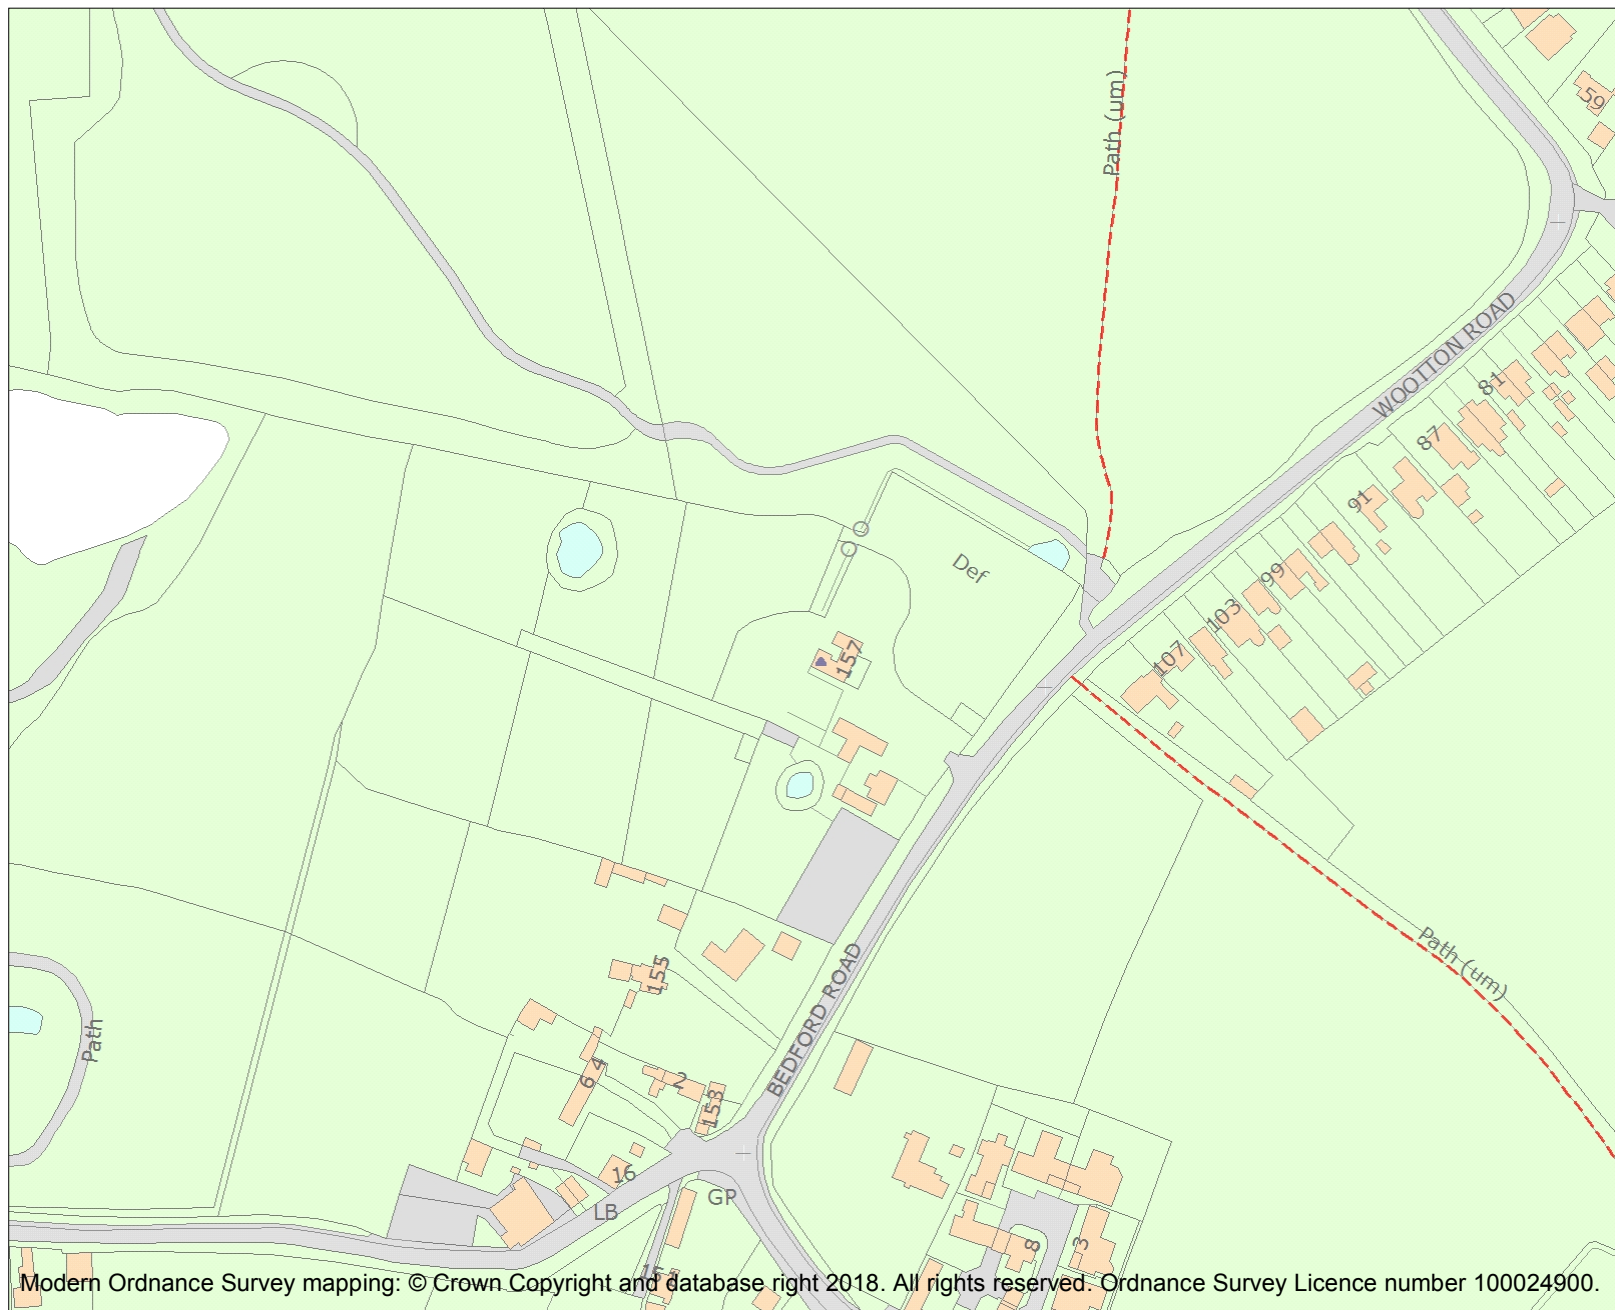 59
Path (um)
WOOTTON ROAD
81
87
91
99
103
107
Def
157
Path (um)
155
BEDFORD ROAD
Path
6 4
2
153
16
GP
LB
8
3
15
Modern Ordnance Survey mapping: © Crown Copyright and database right 2018. All rights reserved. Ordnance Survey Licence number 100024900.